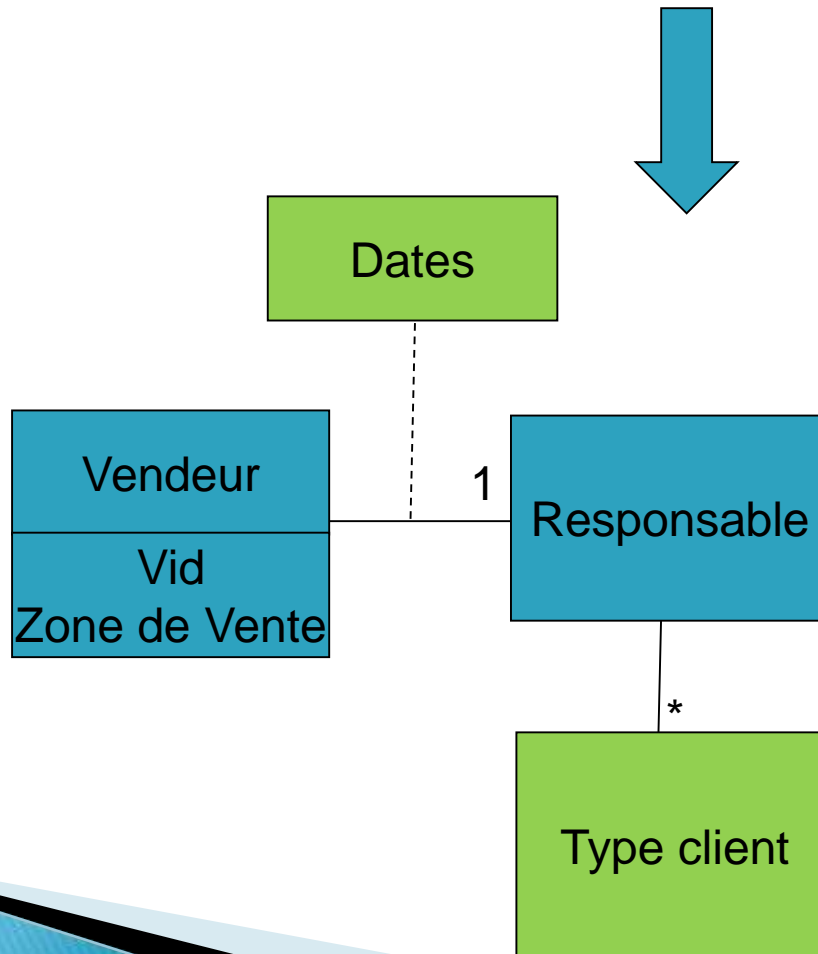 Dates
Vendeur
Vid
Zone de Vente
1
Responsable
*
Type client